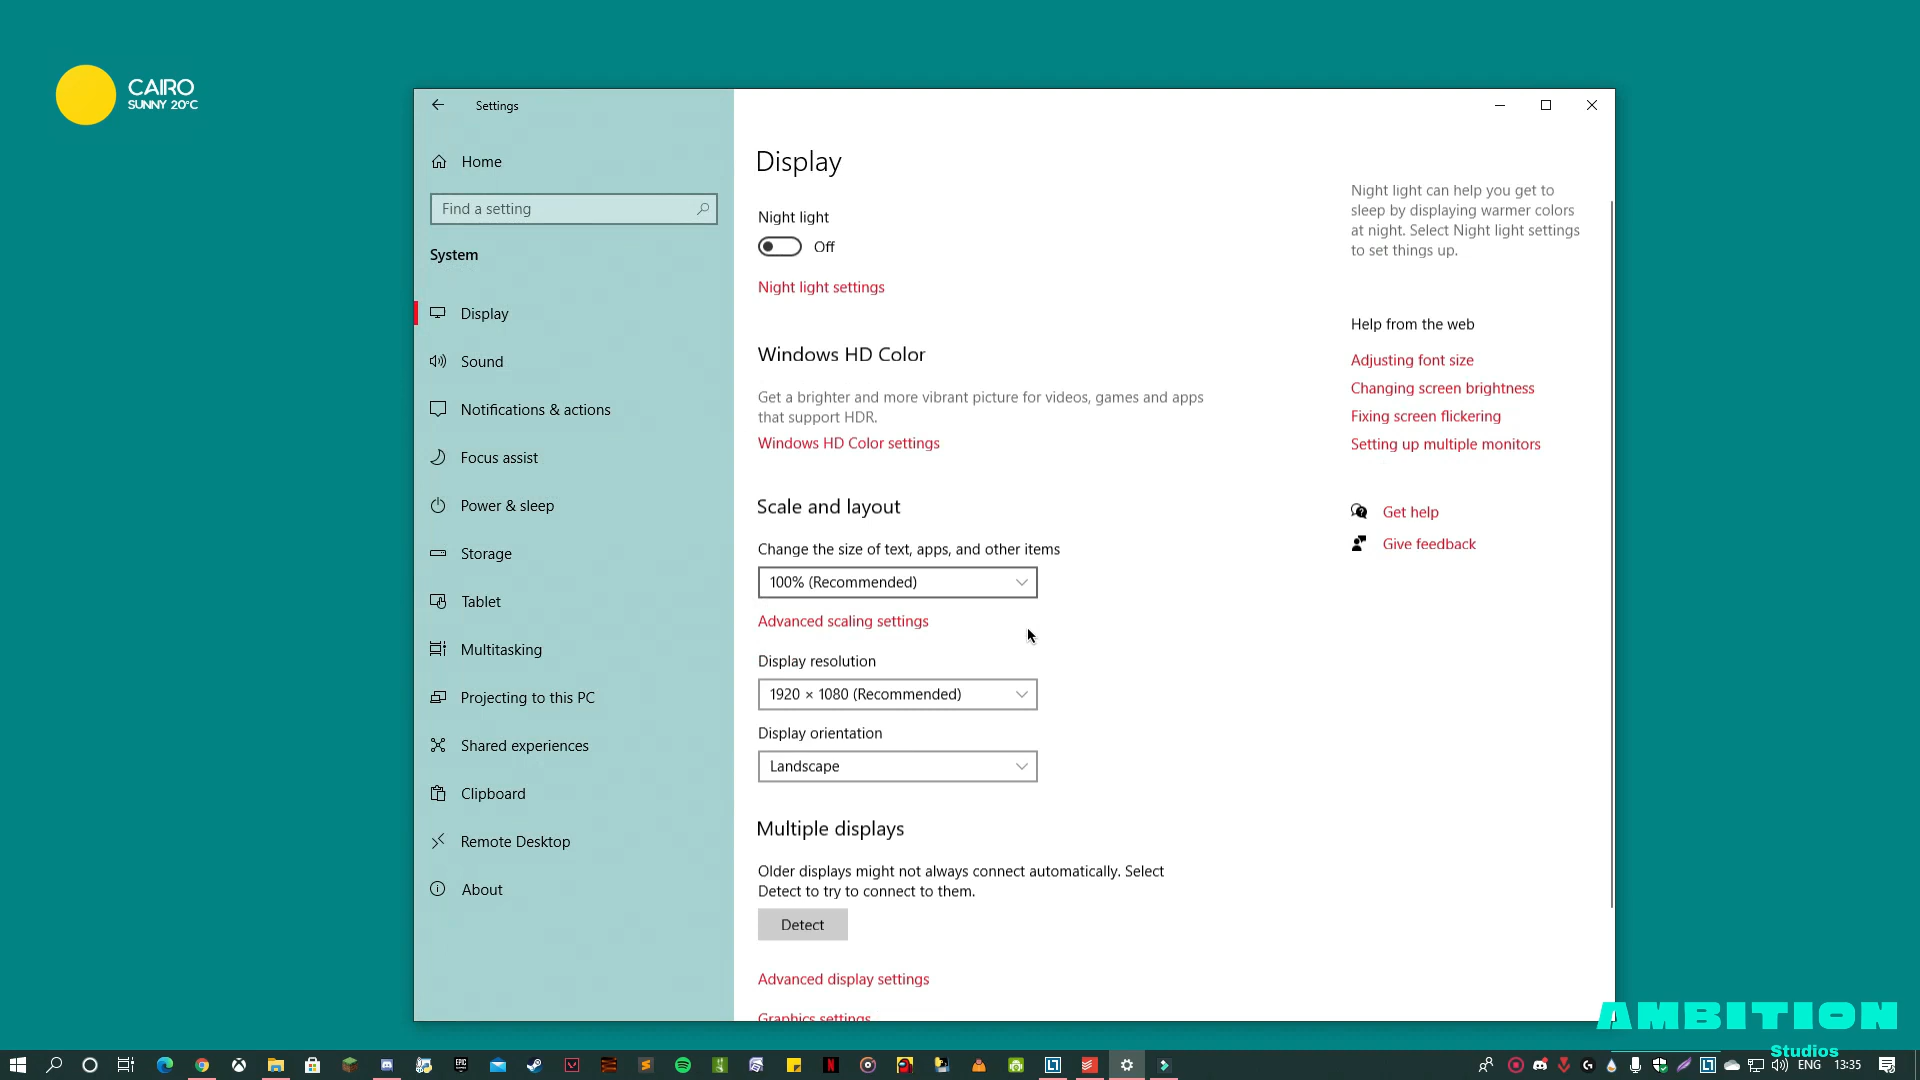 CAIRO
SUNNY 20°C
Settings
Home
Find a setting
System
Display
Sound
Notifications & actions
Focus assist
Power & sleep
Storage
Tablet
Multitasking
Projecting to this PC
Shared experiences
Clipboard
Remote Desktop
About
Display
Night light
Off
Night light settings
Windows HD Color
Get a brighter and more vibrant picture for videos, games and apps
that support HDR.
Windows HD Color settings
Scale and layout
Change the size of text, apps, and other items
100% (Recommended)
Advanced scaling settings
Display resolution
1920 × 1080 (Recommended)
Display orientation
Landscape
Multiple displays
Older displays might not always connect automatically. Select
Detect to try to connect to them.
Detect
Advanced display settings
Graphics settings
Night light can help you get to
sleep by displaying warmer colors
at night. Select Night light settings
to set things up.
Help from the web
Adjusting font size
Changing screen brightness
Fixing screen flickering
Setting up multiple monitors
Get help
Give feedback
AMBITION
Studios
ENG
13:35